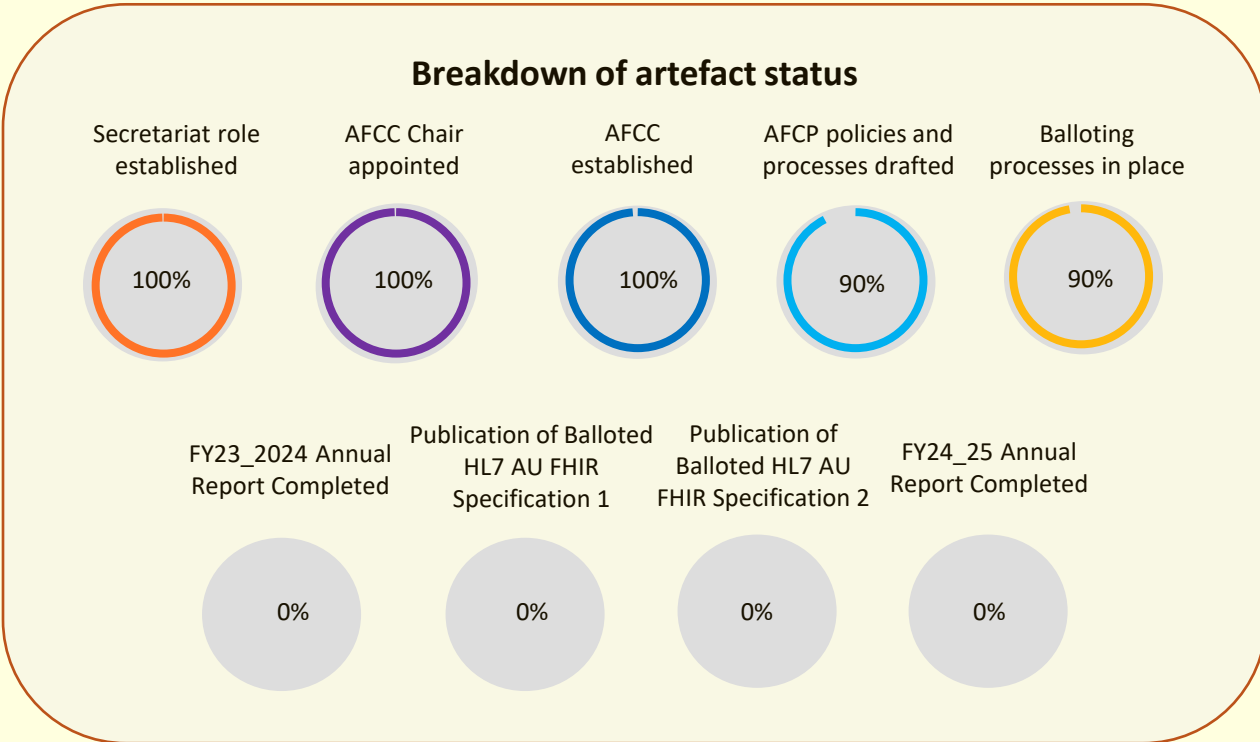 Breakdown of artefact status
Secretariat role
established
AFCC Chair
appointed
AFCC
established
AFCP policies and
processes drafted
Balloting
processes in place
100%
100%
100%
90%
90%
FY23_2024 Annual
Report Completed
Publication of Balloted
HL7 AU FHIR
Specification 1
Publication of
Balloted HL7 AU
FHIR Specification 2
FY24_25 Annual
Report Completed
0%
0%
0%
0%